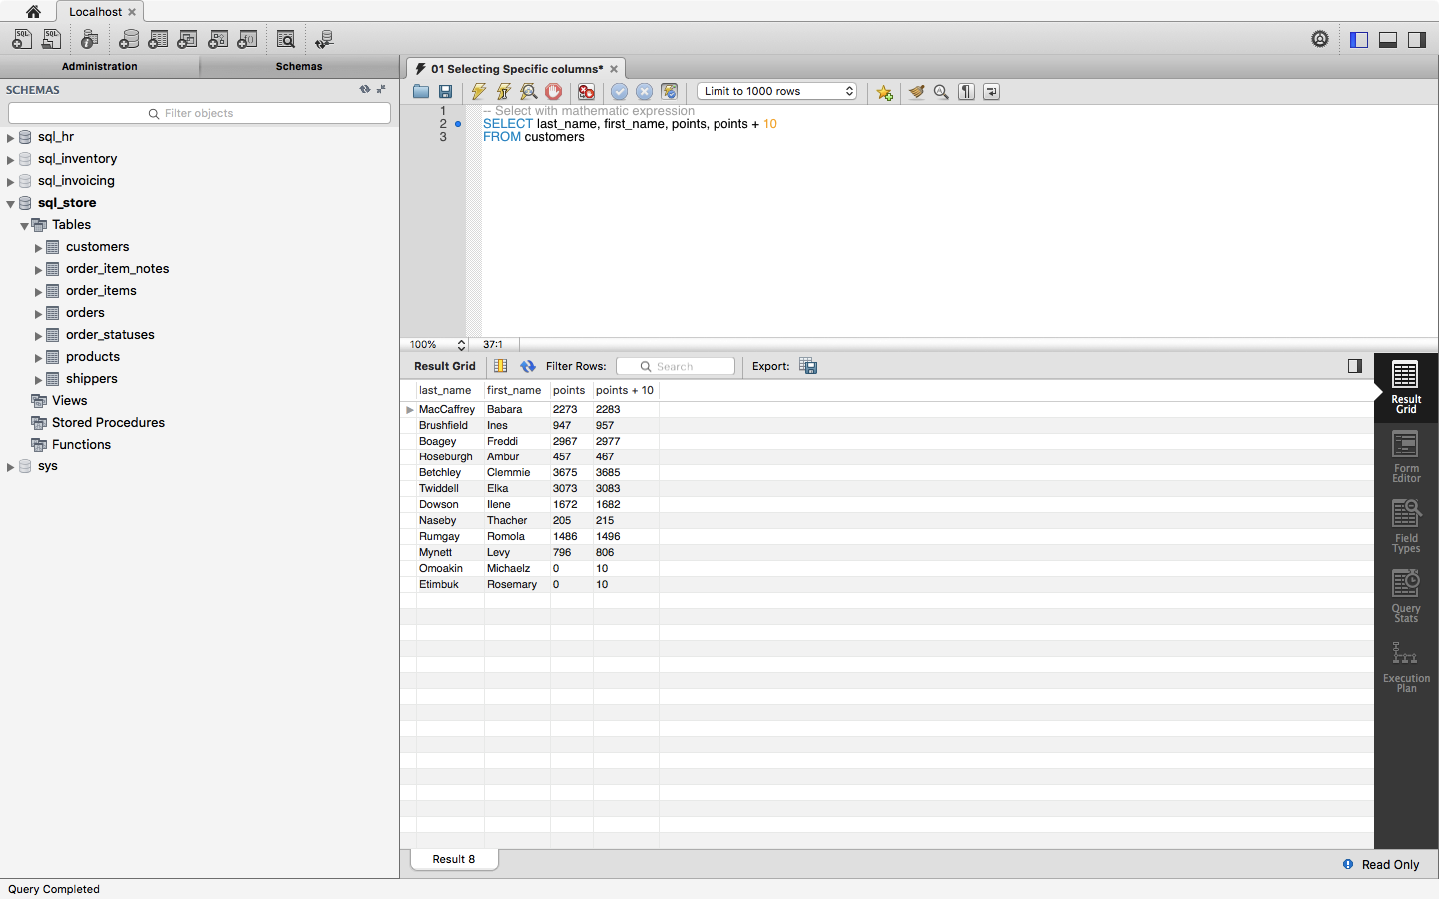 Localhost
Administration
Schemas
SCHEMAS
Filter objects
sql_hr
sql_inventory
sql_invoicing
sql_store
Tables
customers
order_item_notes
order_items
orders
order_statuses
products
shippers
Views
Stored Procedures
Functions
sys
01 Selecting Specific columns*
Limit to 1000 rows
1 -- Select with mathematic expression
2 SELECT last_name, first_name, points, points + 10
3 FROM customers
100% 37:1
Result Grid Filter Rows: Search Export:
last_name first_name points points + 10
MacCaffrey Babara 2273 2283
Brushfield Ines 947 957
Boagey Freddi 2967 2977
Roseburgh Ambur 457 467
Betchley Clemmie 3675 3685
Twiddell Elka 3073 3083
Dowson Ilene 1672 1682
Naseby Thacher 205 215
Rumgay Romola 1486 1496
Mynett Levy 796 806
Omoakin Michaelz 0 10
Etimbuk Rosemary 0 10
Result
Grid
Form
Editor
Field
Types
Query
Stats
Execution
Plan
Result 8
Read Only
Query Completed